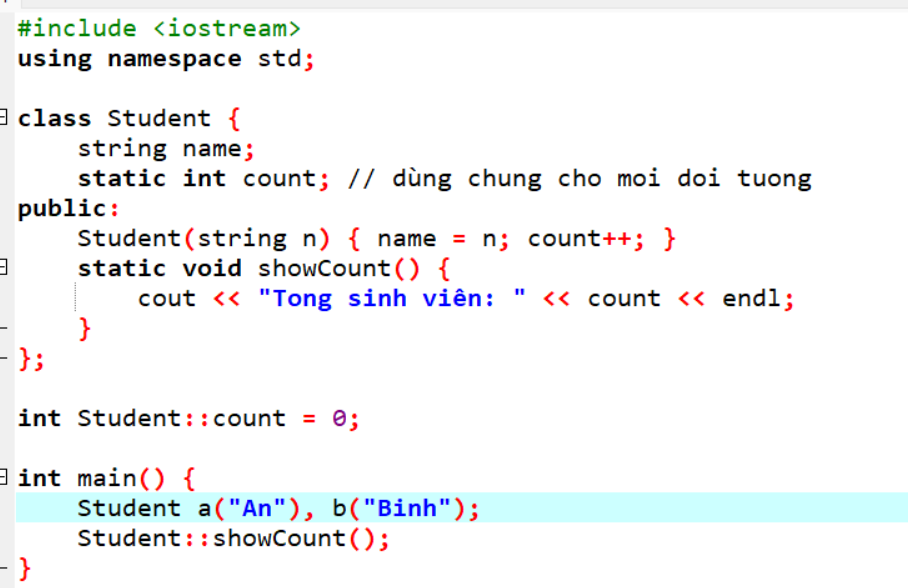 #include <iostream>
using namespace std;
class Student {
string name;
static int count; // dùng chung cho moi doi tuong
public:
Student(string n) { name = n; count++; }
static void showCount() {
cout << "Tong sinh viên: " << count << endl;
}
};
int Student::count = 0;
int main() {
Student a("An"), b("Binh");
Student::showCount();
}